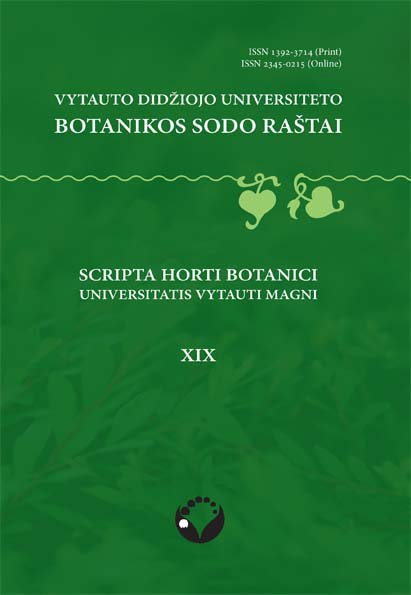 ISSN 1392-3714 (Print)
ISSN 2345-0215 (Online)
VYTAUTO DIDŽIOJO UNIVERSITETO
BOTANIKOS SODO RAŠTAI
SCRIPTA HORTI BOTANICI
UNIVERSITATIS VYTAUTI MAGNI
XIX